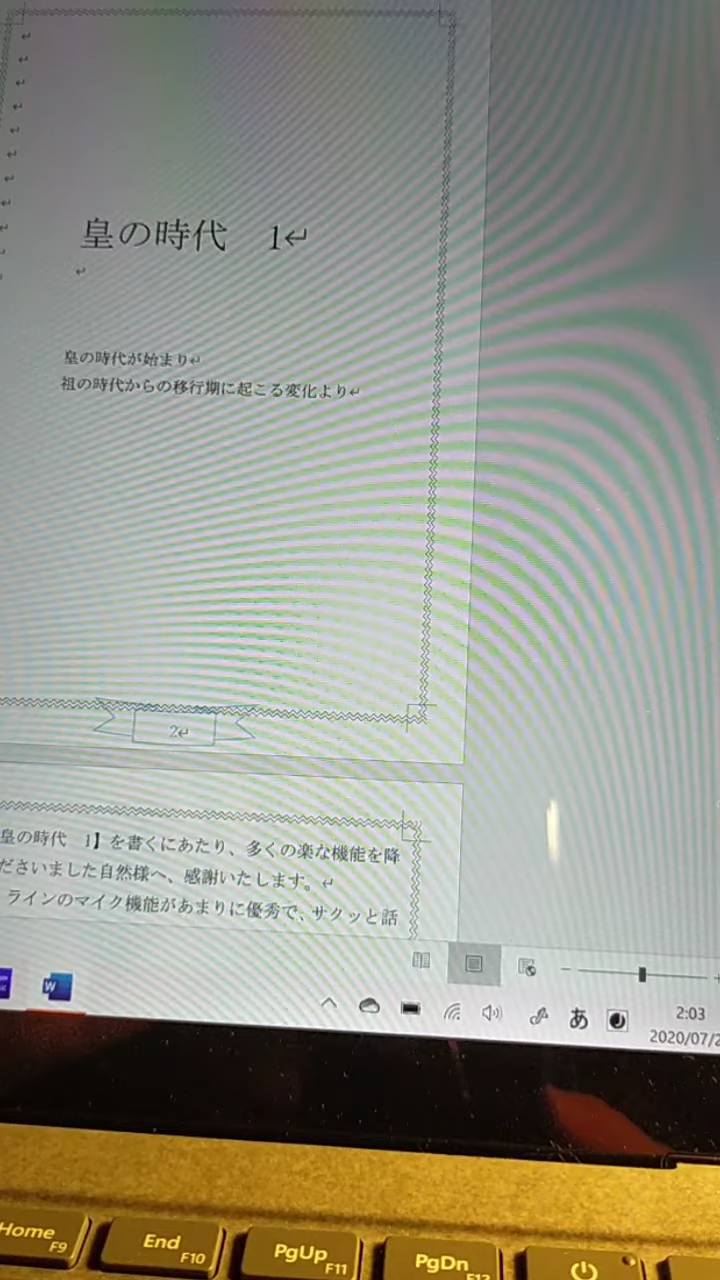 皇の時代　1↵
皇の時代が始まり↵
祖の時代からの移行期に起こる変化より↵
2↵
皇の時代　1】を書くにあたり、多くの楽な機能を降
ださいました自然様へ、感謝いたします。↵
ラインのマイク機能があまりに優秀で、サクッと話
W
あ
2:03
2020/07/2
Home
F9
End
F10
PgUp
F11
PgDn
F12